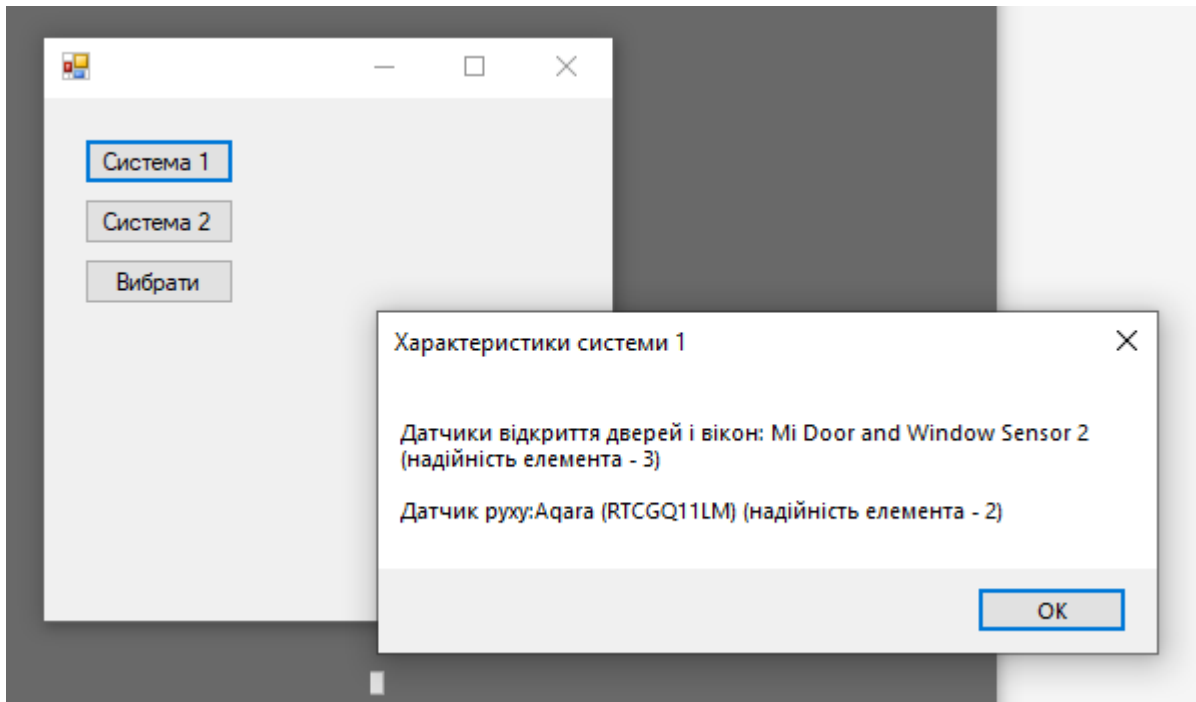 Система 1
Система 2
Вибрати
Характеристики системи 1
Датчики відкриття дверей і вікон: Mi Door and Window Sensor 2
(надійність елемента - 3)
Датчик руху:Aqara (RTCGQ11LM) (надійність елемента - 2)
OK